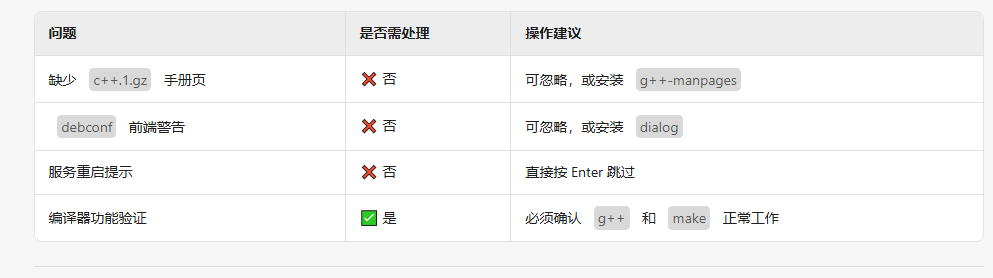 问题 是否需处理 操作建议
缺少 c++.1.gz 手册页 ❌ 否 可忽略，或安装 g++-manpages
debconf 前端警告 ❌ 否 可忽略，或安装 dialog
服务重启提示 ❌ 否 直接按 Enter 跳过
编译器功能验证 ✅ 是 必须确认 g++ 和 make 正常工作